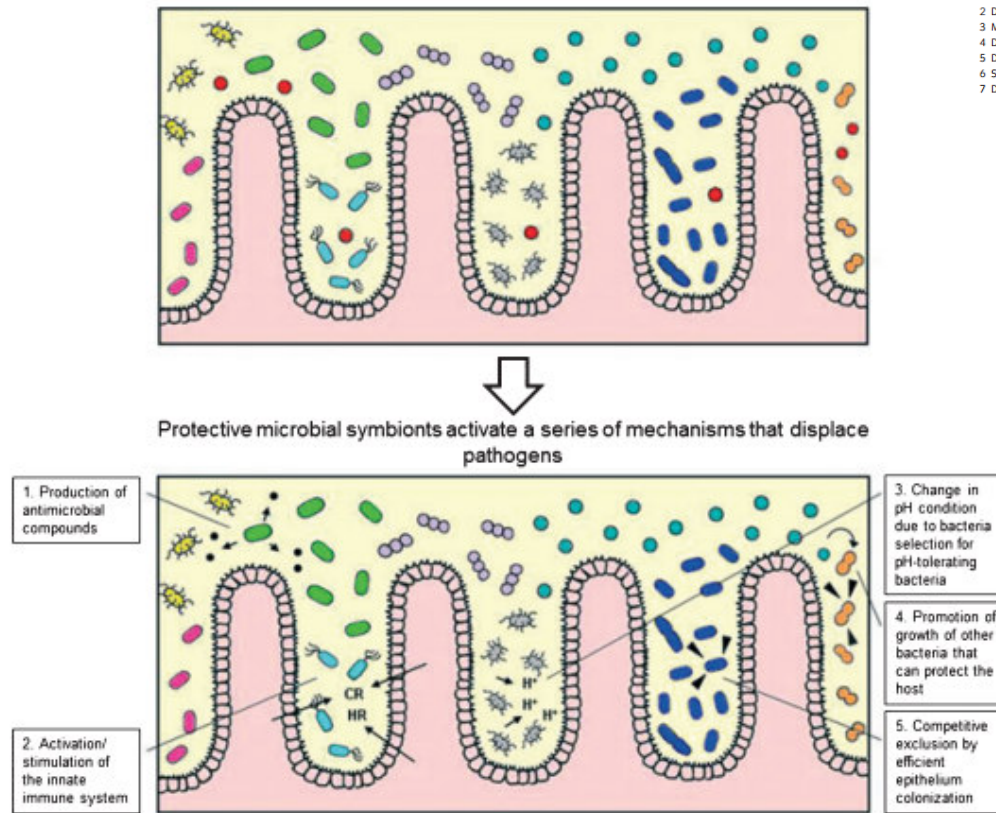 2 D
3 M
4 D
5 D
6 S
7 D
Protective microbial symbionts activate a series of mechanisms that displace
pathogens
1. Production of
antimicrobial
compounds
2. Activation/
stimulation of
the innate
immune system
CR
HR
H+
H+
H+
3. Change in
pH condition
due to bacteria
selection for
pH-tolerating
bacteria
4. Promotion of
growth of other
bacteria that
can protect the
host
5. Competitive
exclusion by
efficient
epithelium
colonization